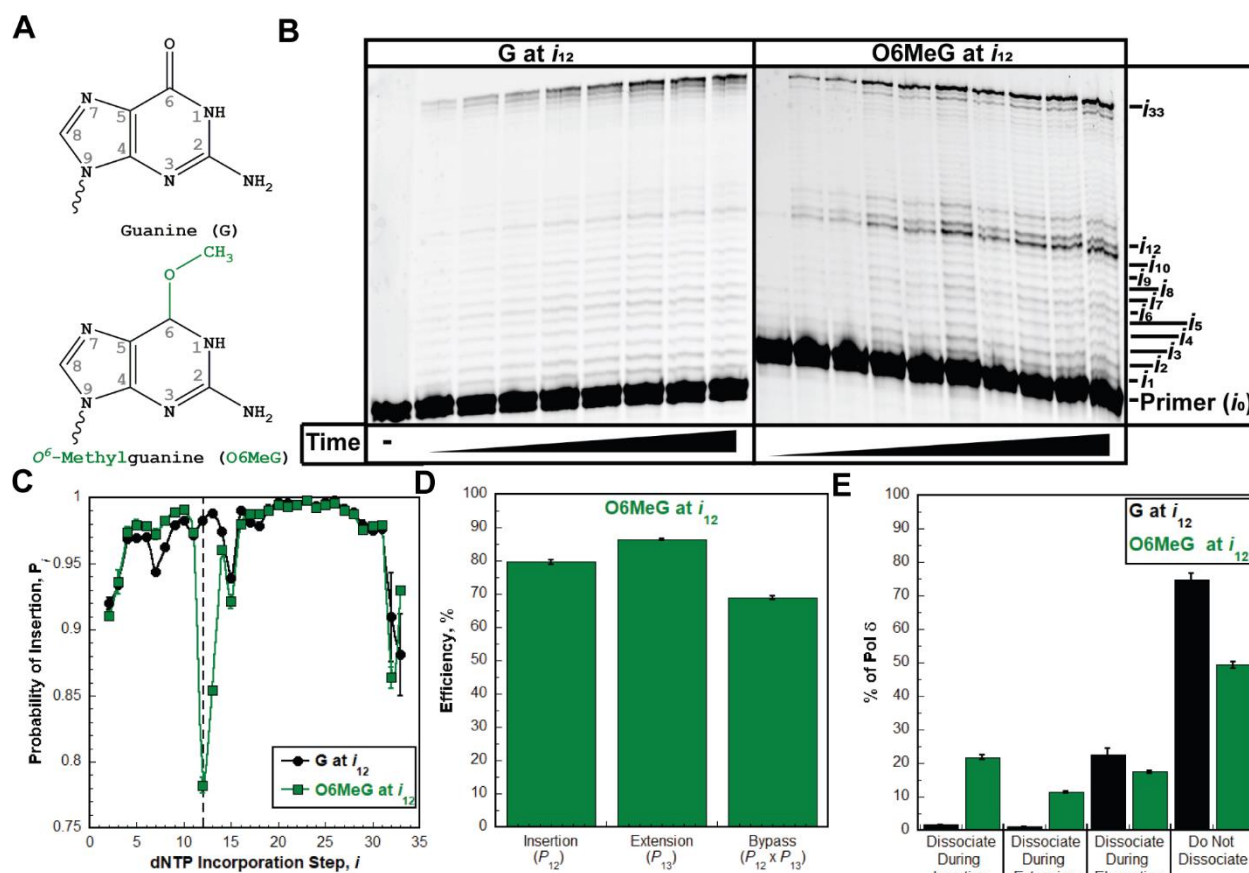 A
O
6
N
7
5
1
NH
8
9
N
4
3
N
2
NH2
Guanine (G)
CH3
O
6
N
7
5
1
NH
8
9
N
4
3
N
2
NH2
O6-Methylguanine (O6MeG)
B
G at i12
O6MeG at i12
i33
i12
i10
i9
i8
i7
i6
i5
i4
i3
i2
i1
Primer (i0)
Time
-
C
Probability of Insertion, Pi
1
0.95
0.9
0.85
0.8
0.75
0
5
10
15
20
25
30
35
G at i12
O6MeG at i12
dNTP Incorporation Step, i
D
O6MeG at i12
Efficiency, %
100
90
80
70
60
50
40
30
20
10
0
Insertion
(P12)
Extension
(P13)
Bypass
(P12 x P13)
E
G at i12
O6MeG at i12
% of Pol δ
100
90
80
70
60
50
40
30
20
10
0
Dissociate
During
Dissociate
During
Dissociate
During
Do Not
Dissociate